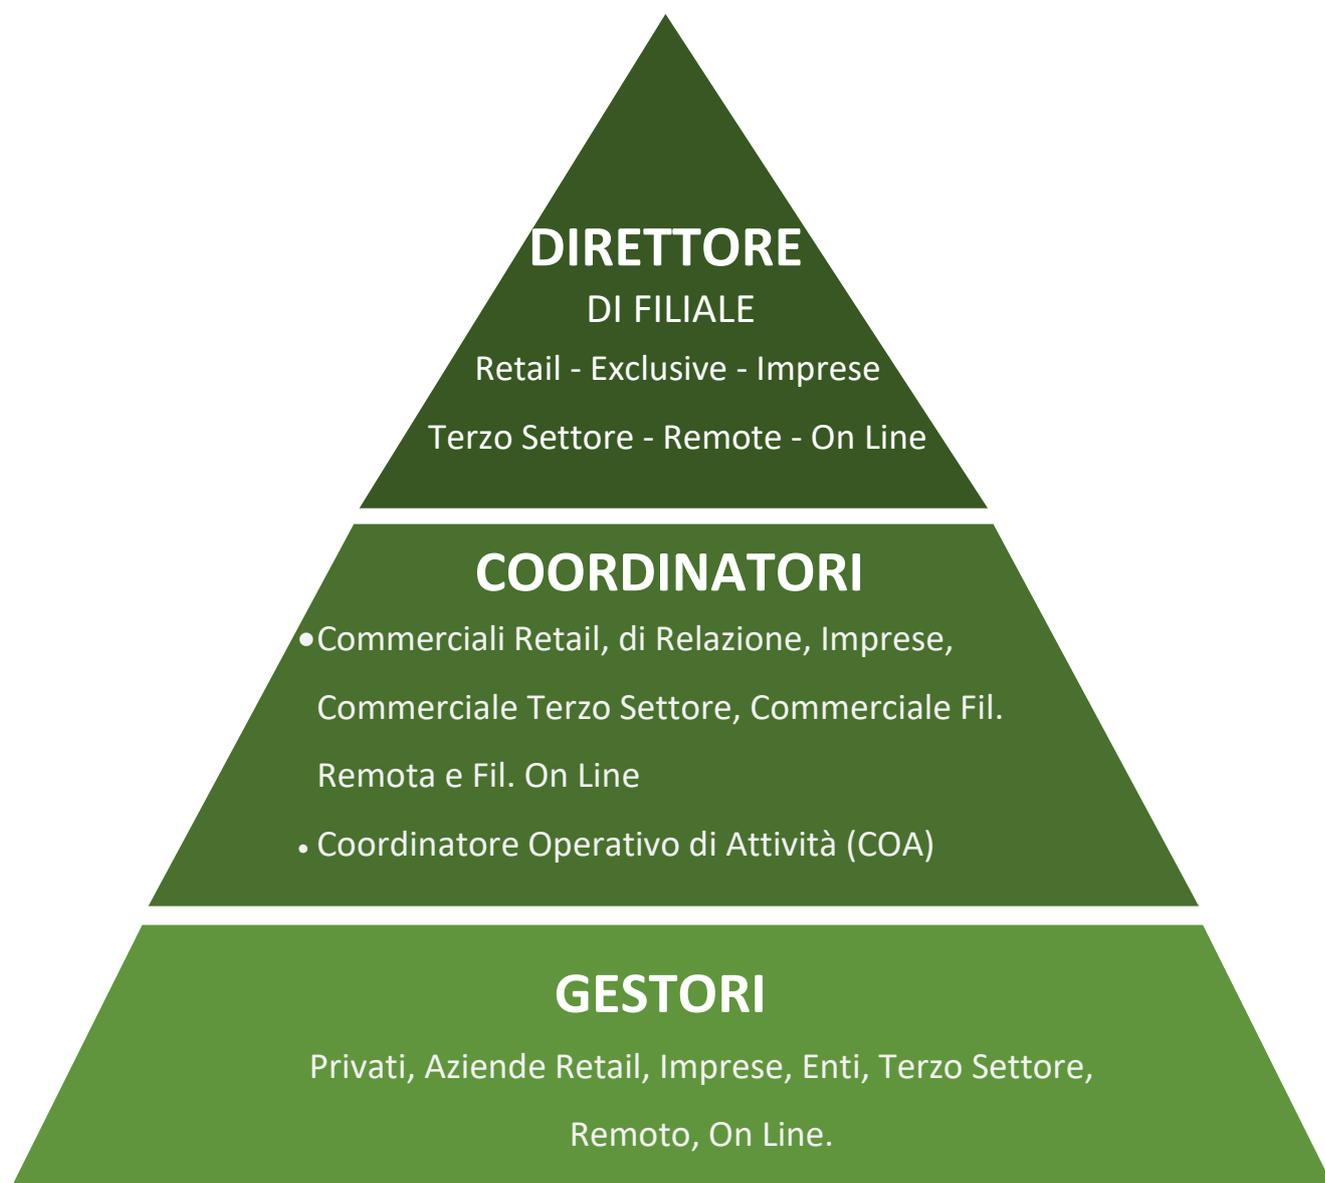 DIRETTORE
DI FILIALE
Retail - Exclusive - Imprese
Terzo Settore - Remote - On Line
COORDINATORI
•Commerciali Retail, di Relazione, Imprese,
Commerciale Terzo Settore, Commerciale Fil.
Remota e Fil. On Line
• Coordinatore Operativo di Attività (COA)
GESTORI
Privati, Aziende Retail, Imprese, Enti, Terzo Settore,
Remoto, On Line.